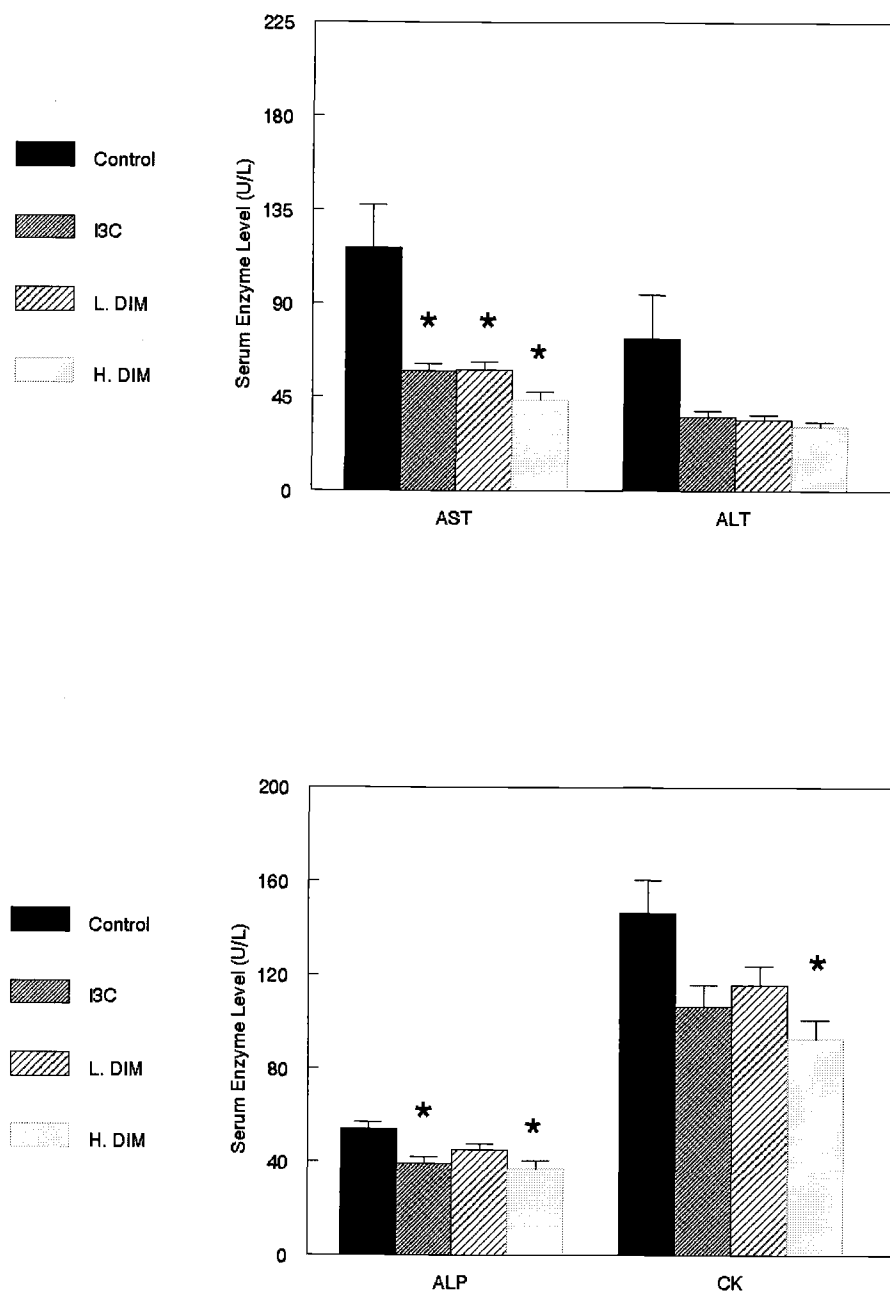 225
180
135
90
45
0
Serum Enzyme Level (U/L)
Control
I3C
L. DIM
H. DIM
*
*
*
AST
ALT
200
160
120
80
40
0
Serum Enzyme Level (U/L)
Control
I3C
L. DIM
H. DIM
*
*
*
ALP
CK